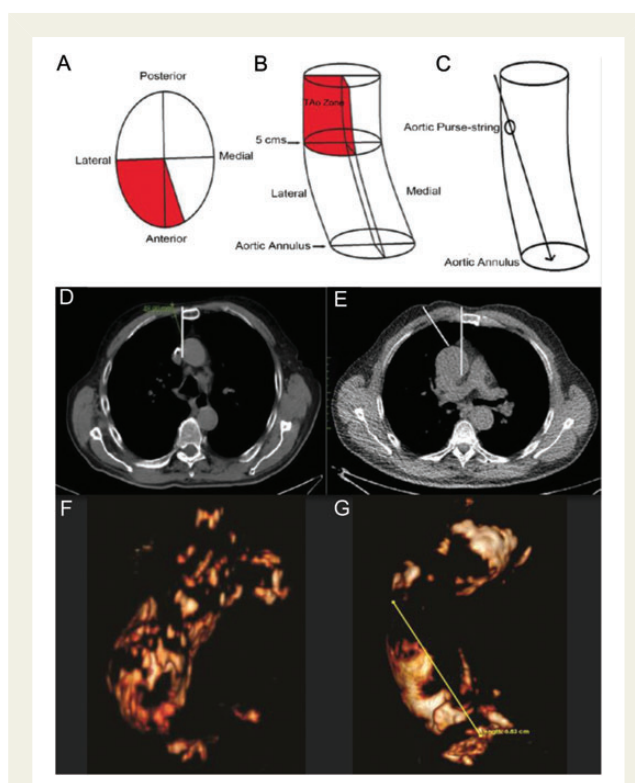 A
B
C
Posterior
Lateral
Medial
Anterior
TAo Zone
5 cms
Lateral
Medial
Aortic Annulus
Aortic Purse-string
Aortic Annulus
D
E
F
G